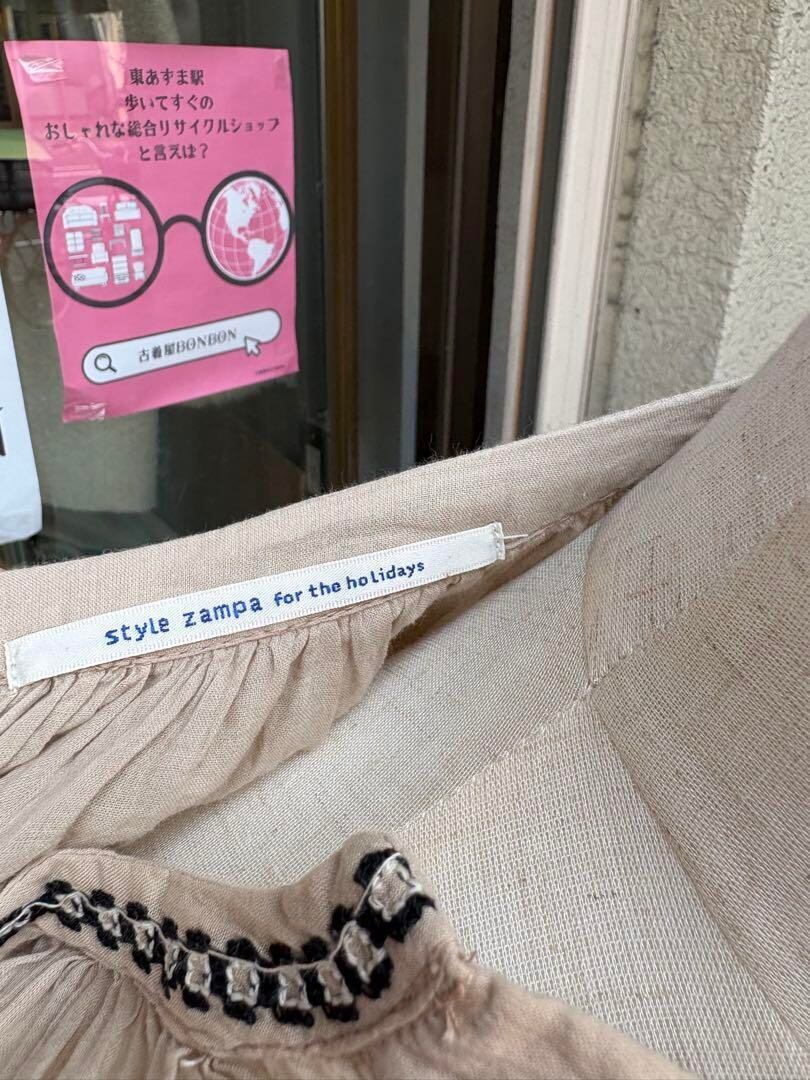 東あずま駅
歩いてすぐの
おしゃれな総合リサイクルショップ
と言えば？
古着屋BONBON
style zampa for the holidays